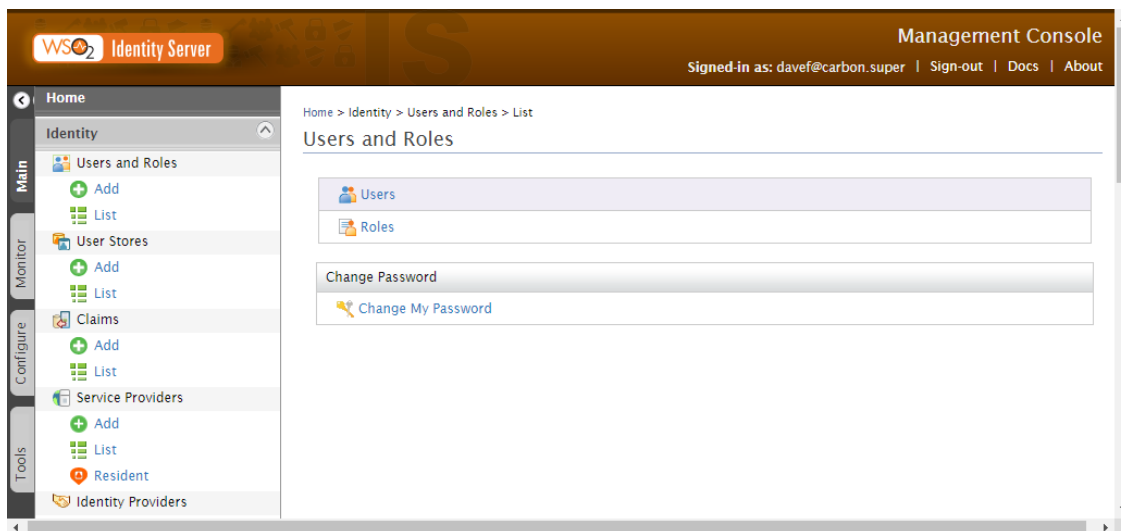 WSO2 Identity Server
Management Console
Signed-in as: davef@carbon.super | Sign-out | Docs | About
Home
Identity
Users and Roles
Add
List
User Stores
Add
List
Claims
Add
List
Service Providers
Add
List
Resident
Identity Providers
Main
Monitor
Configure
Tools
Home > Identity > Users and Roles > List
Users and Roles
Users
Roles
Change Password
Change My Password